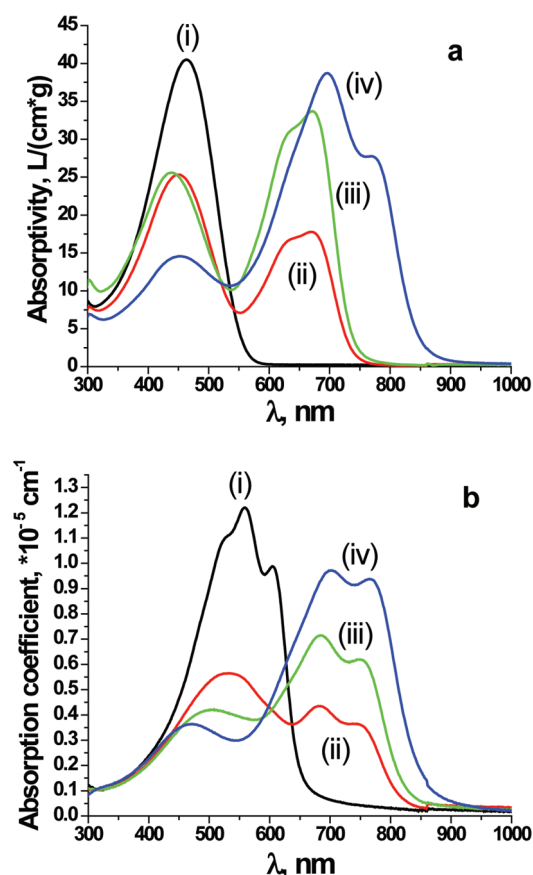 a
(i)
(iv)
(iii)
(ii)
Absorptivity, L/(cm*g)
45
40
35
30
25
20
15
10
5
0
300 400 500 600 700 800 900 1000
λ, nm
b
(i)
(iv)
(iii)
(ii)
Absorption coefficient, *10⁻⁵ cm⁻¹
1.3
1.2
1.1
1.0
0.9
0.8
0.7
0.6
0.5
0.4
0.3
0.2
0.1
0.0
300 400 500 600 700 800 900 1000
λ, nm